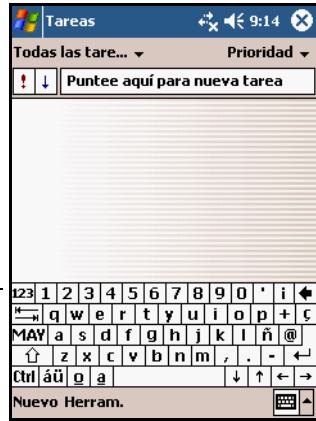 Tareas 9:14
Todas las tare... Prioridad
! ↓ Puntee aquí para nueva tarea
123 1 2 3 4 5 6 7 8 9 0 ' ¡
q w e r t y u i o p + ç
MAY a s d f g h j k l ñ @
z x c v b n m , . -
Ctrl áü o a ↓ ↑ ← →
Nuevo Herram.